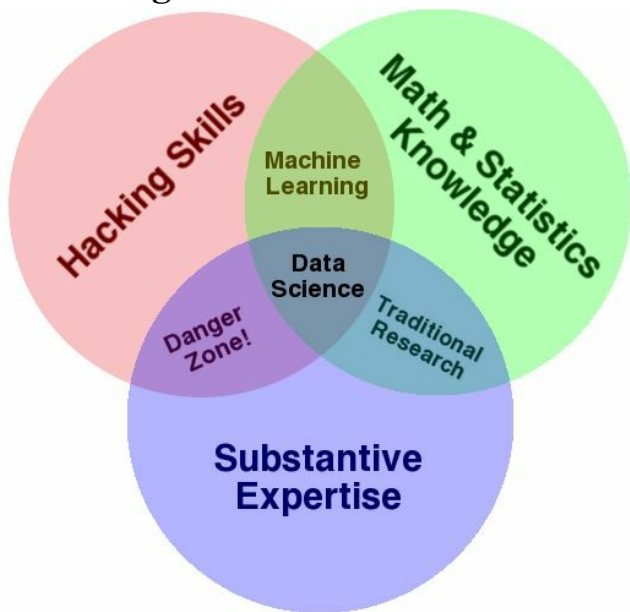 Hacking Skills
Math & Statistics
Knowledge
Machine
Learning
Data
Science
Danger
Zone!
Traditional
Research
Substantive
Expertise